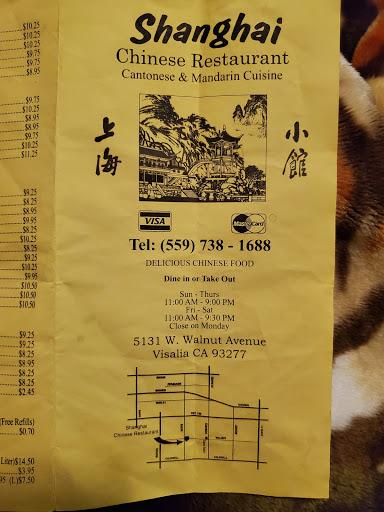 $10.25
$10.25
$10.25
$9.75
$9.75
$8.95
$9.75
$10.25
$8.95
$8.95
$9.75
$10.25
$11.25
$9.25
$8.25
$8.95
$9.25
$9.25
$8.25
$8.25
$10.25
$9.95
$10.50
$10.50
$10.50
$9.25
$9.25
$8.25
$8.95
$8.25
$8.25
$2.45
(Free Refills)
$0.70
Liter)$14.50
$3.95
95 (L)$7.50
Shanghai
Chinese Restaurant
Cantonese & Mandarin Cuisine
上海
小館
VISA
MasterCard
Tel: (559) 738 - 1688
DELICIOUS CHINESE FOOD
Dine in or Take Out
Sun - Thurs
11:00 AM - 9:00 PM
Fri - Sat
11:00 AM - 9:30 PM
Close on Monday
5131 W. Walnut Avenue
Visalia CA 93277
Shanghai
Chinese Restaurant